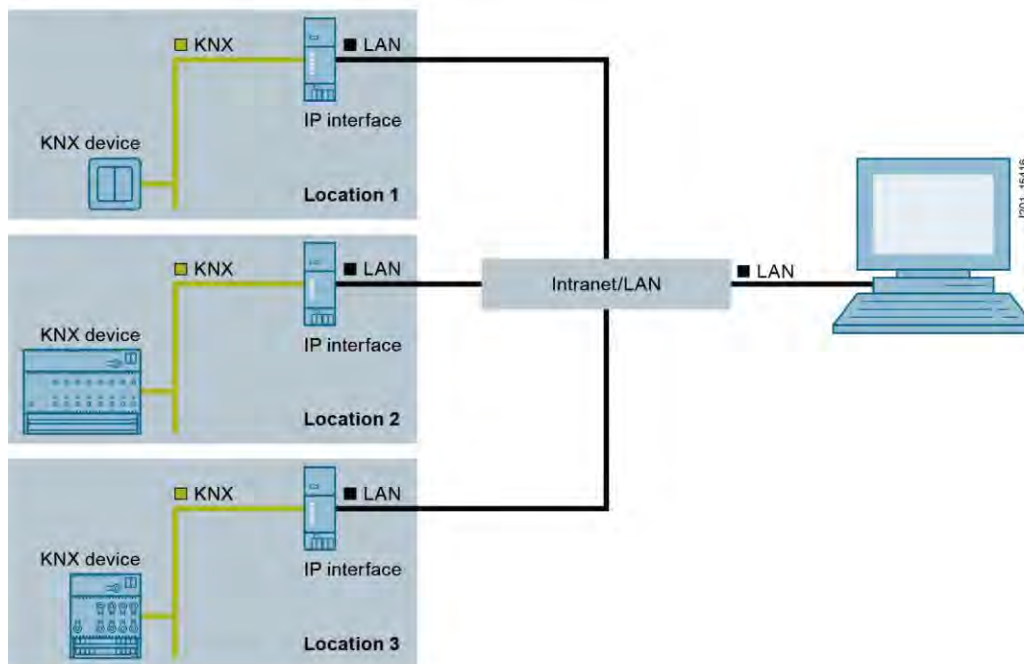 KNX
LAN
IP interface
KNX device
Location 1
KNX
LAN
IP interface
KNX device
Location 2
KNX
LAN
IP interface
KNX device
Location 3
Intranet/LAN
LAN